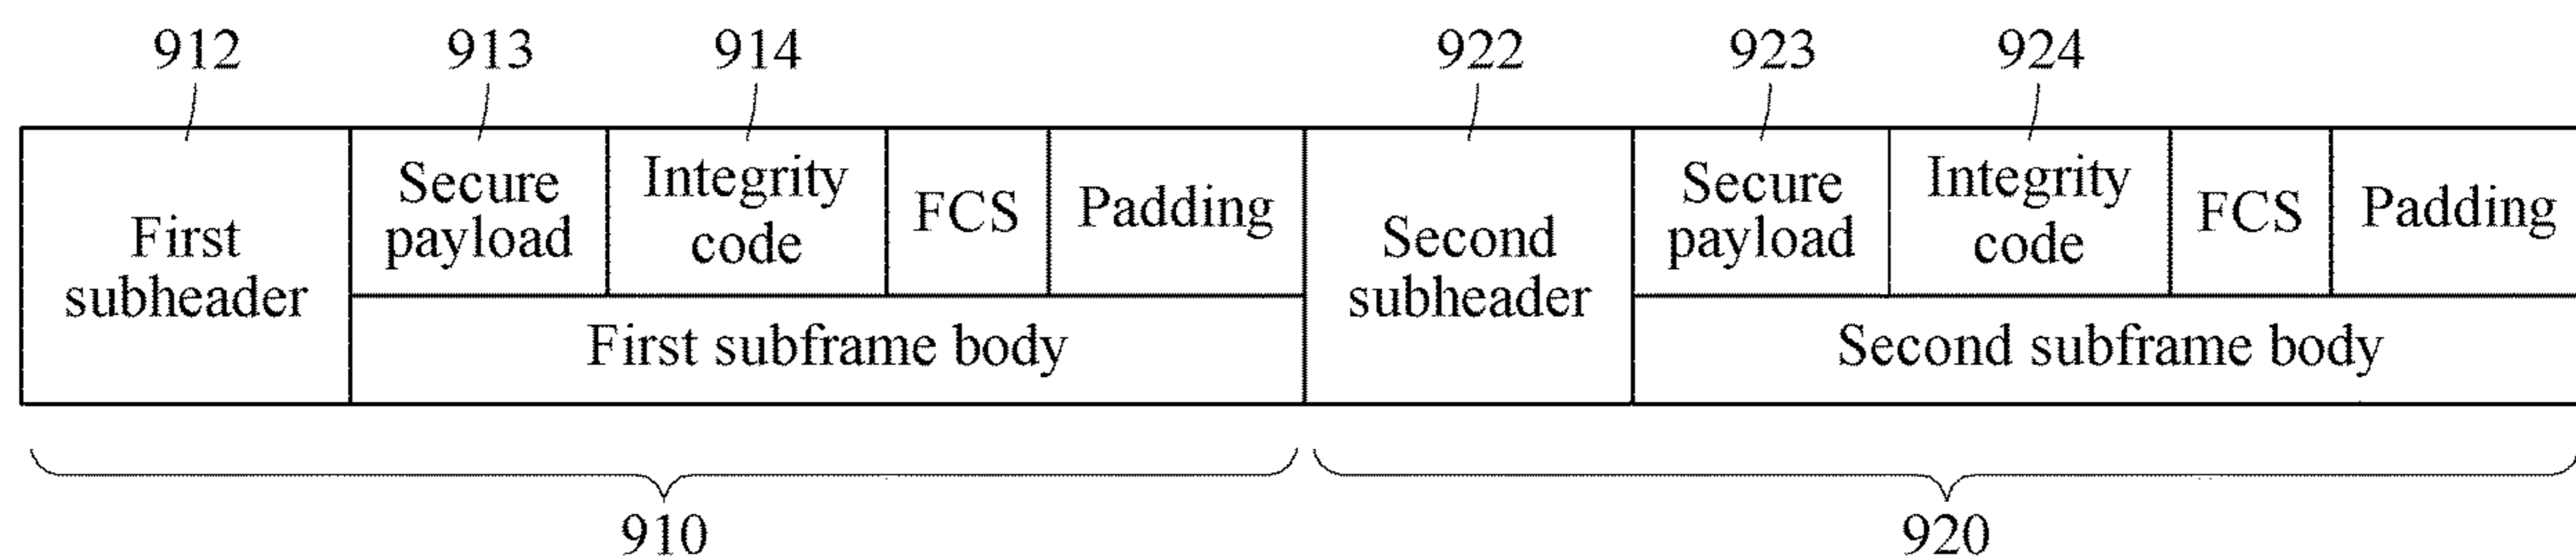 912 913 914 922 923 924
First
subheader
Secure
payload
Integrity
code
FCS
Padding
First subframe body
Second
subheader
Secure
payload
Integrity
code
FCS
Padding
Second subframe body
910 920